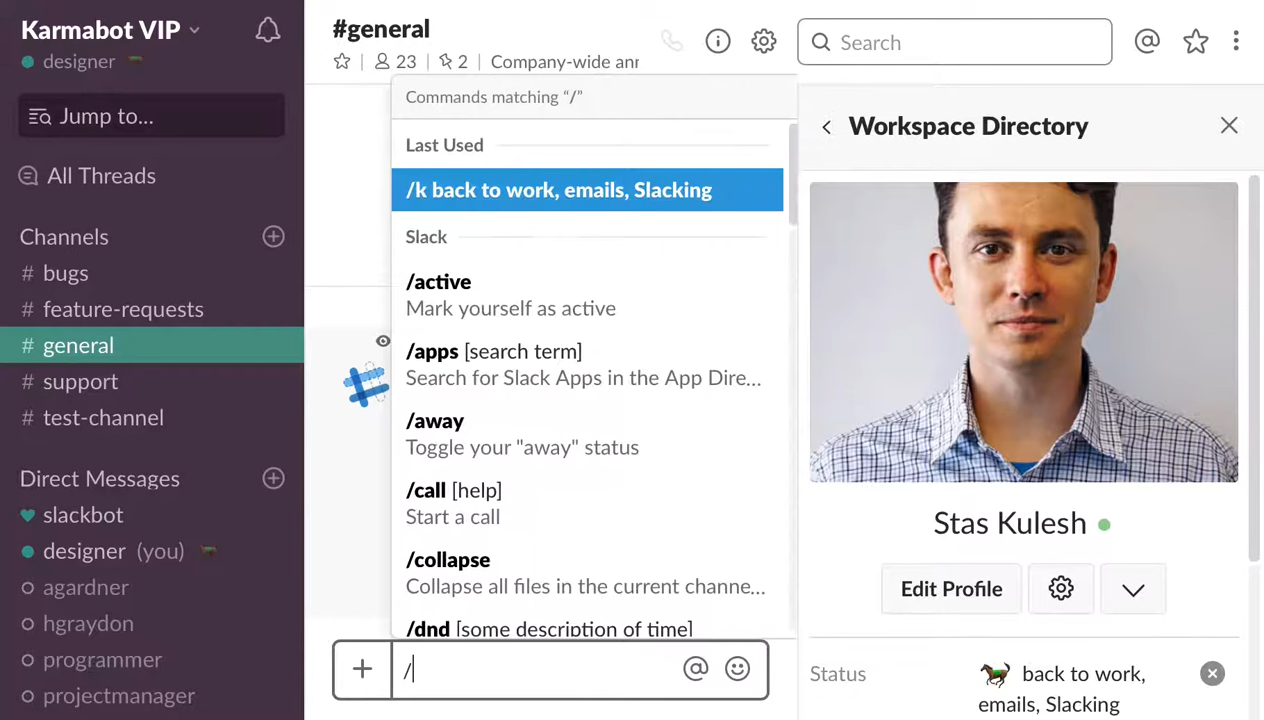 Karmabot VIP
designer
Jump to...
All Threads
Channels
# bugs
# feature-requests
# general
# support
# test-channel
Direct Messages
slackbot
designer (you)
agardner
hgraydon
programmer
projectmanager
#general
23
2
Company-wide anr
Commands matching “/”
Last Used
/k back to work, emails, Slacking
Slack
/active
Mark yourself as active
/apps [search term]
Search for Slack Apps in the App Dire...
/away
Toggle your "away" status
/call [help]
Start a call
/collapse
Collapse all files in the current channe...
/dnd [some description of time]
/
Search
Workspace Directory
Stas Kulesh
Edit Profile
Status
back to work,
emails, Slacking